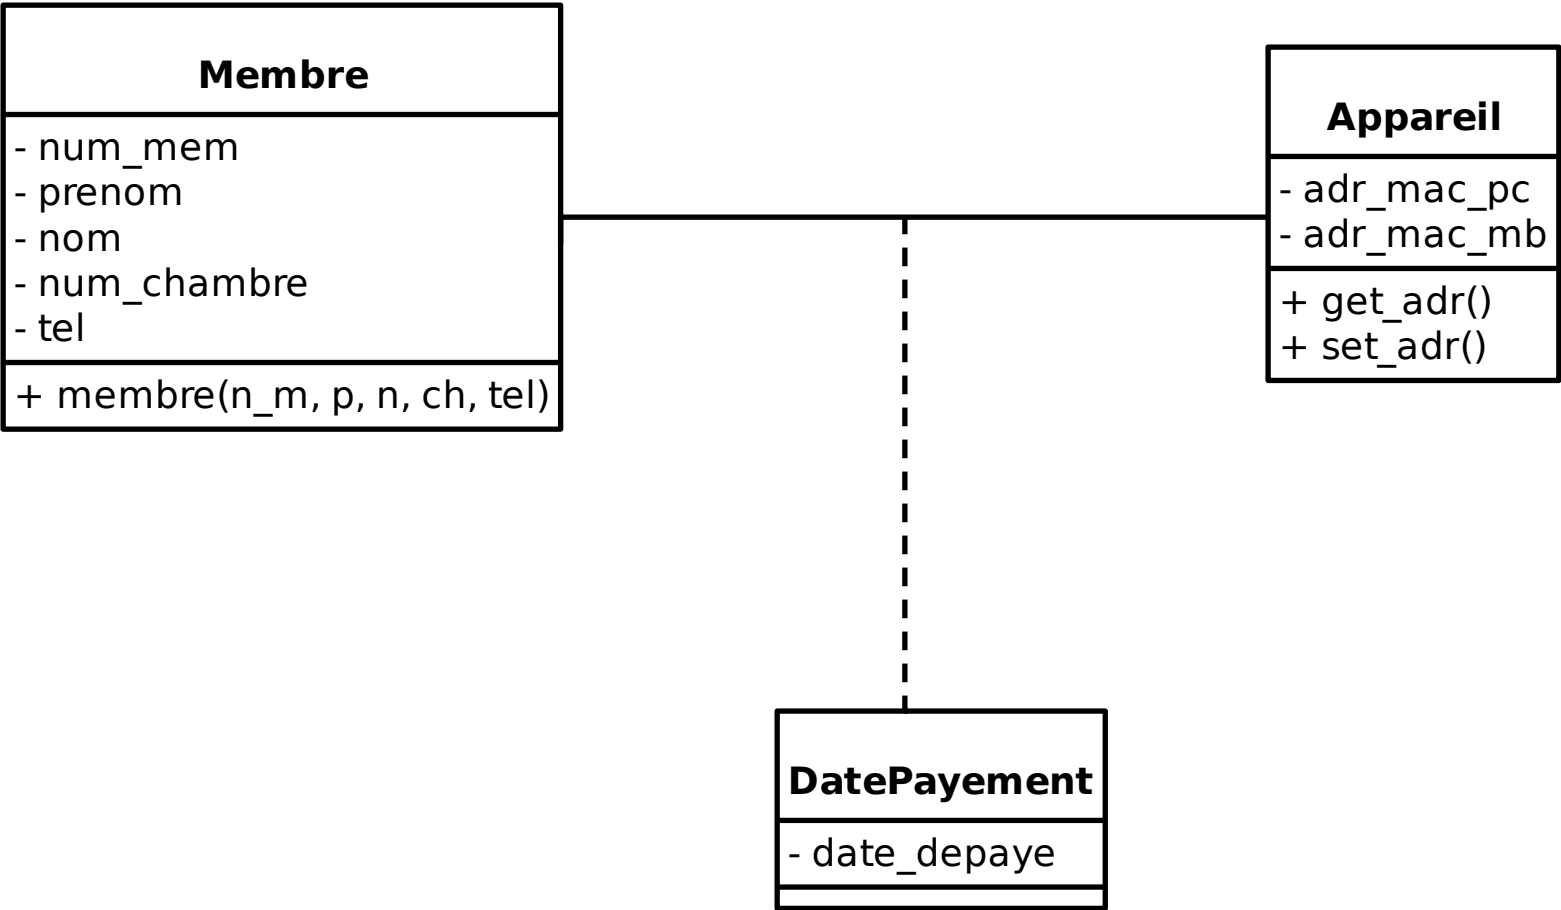 Membre
- num_mem
- prenom
- nom
- num_chambre
- tel
+ membre(n_m, p, n, ch, tel)
Appareil
- adr_mac_pc
- adr_mac_mb
+ get_adr()
+ set_adr()
DatePayement
- date_depaye